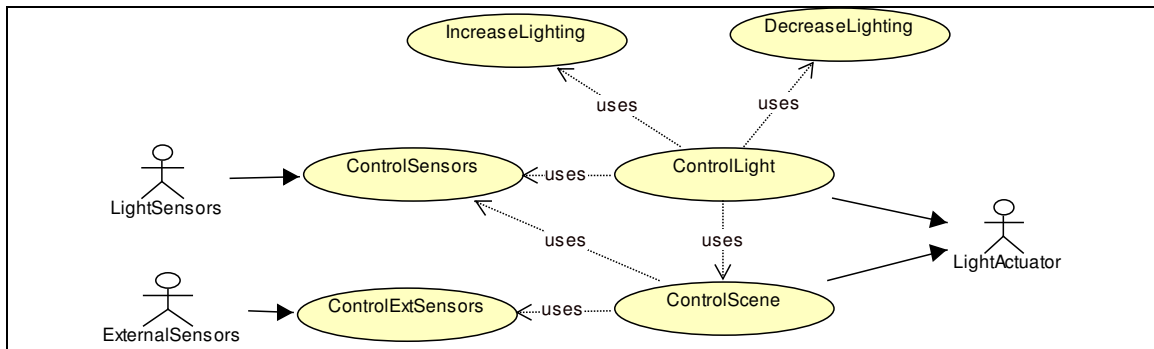 IncreaseLighting
DecreaseLighting
uses
uses
ControlSensors
uses
ControlLight
LightSensors
uses
uses
LightActuator
ControlExtSensors
uses
ControlScene
ExternalSensors